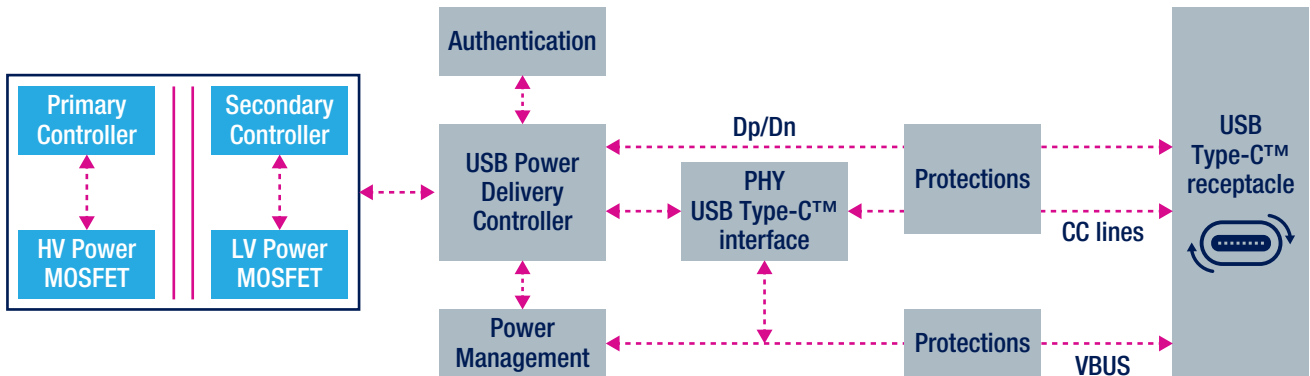 Authentication
Primary
Controller
Secondary
Controller
HV Power
MOSFET
LV Power
MOSFET
USB Power
Delivery
Controller
Dp/Dn
PHY
USB Type-C™
interface
Protections
CC lines
USB
Type-C™
receptacle
Power
Management
Protections
VBUS